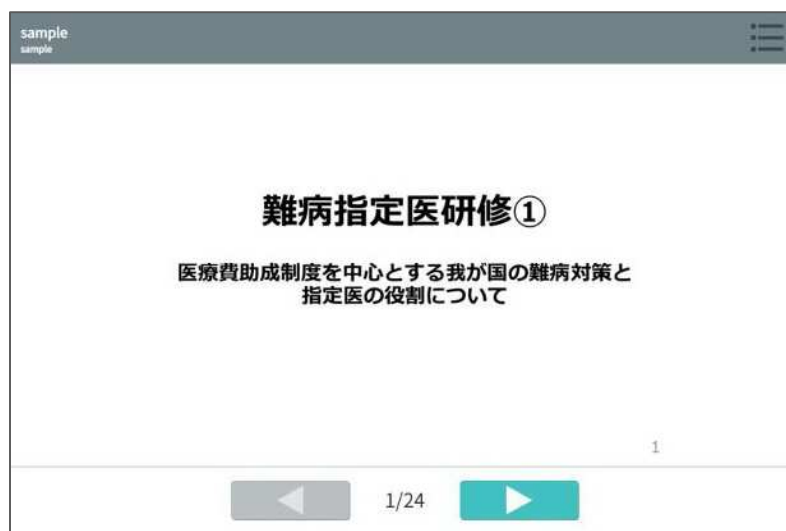 sample
sample
難病指定医研修①
医療費助成制度を中心とする我が国の難病対策と
指定医の役割について
1
1/24